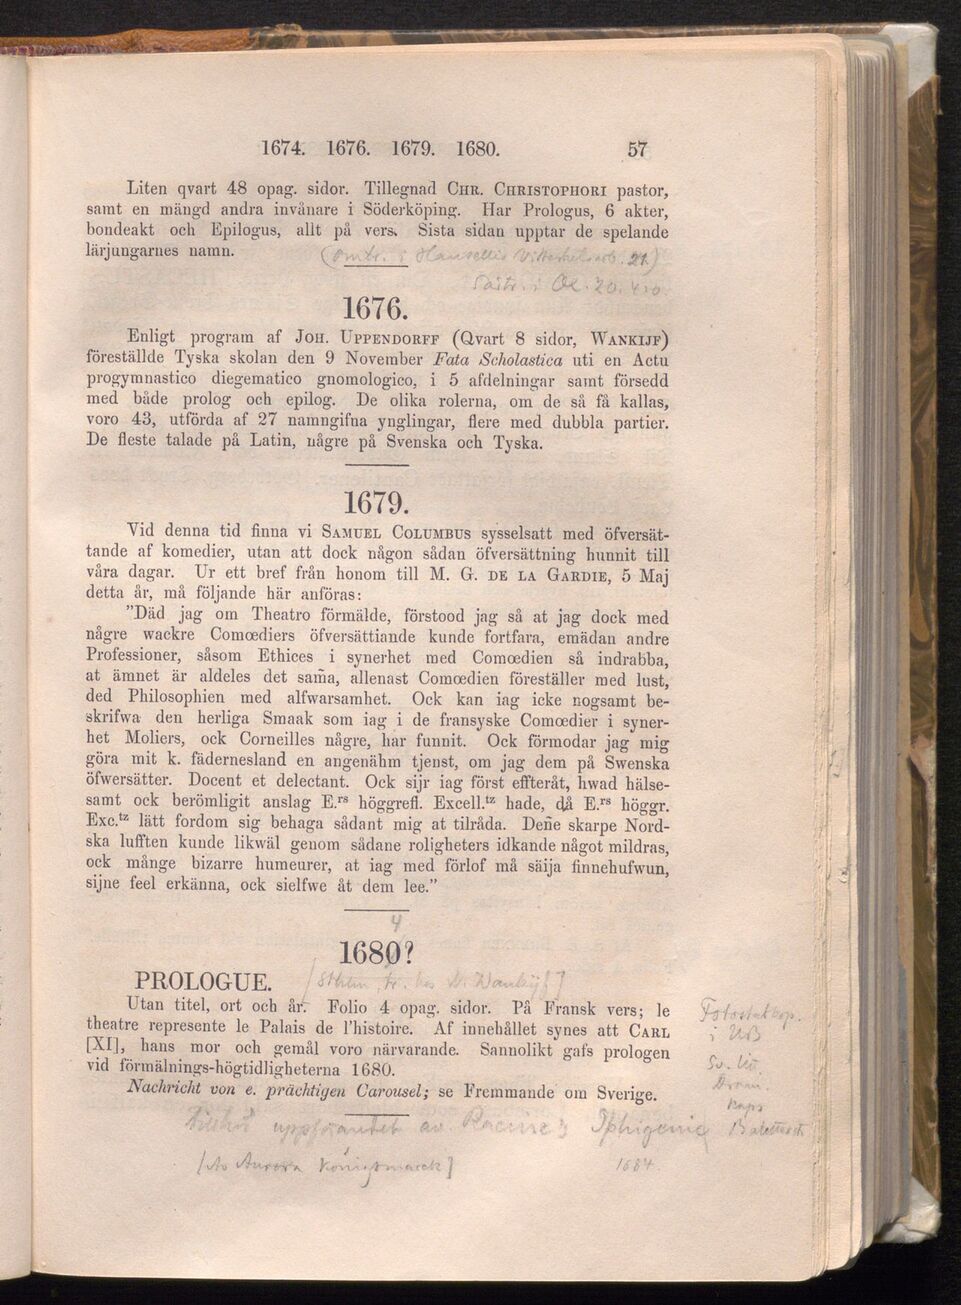 1674. 1676. 1679. 1680. 57
Liten qvart 48 opag. sidor. Tillegnad Chr. Christophori pastor,
samt en mängd andra invånare i Söderköping. Har Prologus, 6 akter,
bondeakt och Epilogus, allt på vers. Sista sidan upptar de spelande
lärjungarnes namn.
21.)
1676.
Enligt program af Joh. Uppendorff (Qvart 8 sidor, Wankijf)
föreställde Tyska skolan den 9 November Fata Scholastica uti en Actu
progymnastico diegematico gnomologico, i 5 afdelningar samt försedd
med både prolog och epilog. De olika rolerna, om de så få kallas,
voro 43, utförda af 27 namngifna ynglingar, flere med dubbla partier.
De fleste talade på Latin, någre på Svenska och Tyska.
1679.
Vid denna tid finna vi Samuel Columbus sysselsatt med öfversät-
tande af komedier, utan att dock någon sådan öfversättning hunnit till
våra dagar. Ur ett bref från honom till M. G. de la Gardie, 5 Maj
detta år, må följande här anföras:
"Däd jag om Theatro förmälde, förstood jag så at jag dock med
någre wackre Comœdiers öfversättiande kunde fortfara, emädan andre
Professioner, såsom Ethices i synerhet med Comœdien så indrabba,
at ämnet är aldeles det sam̃a, allenast Comœdien föreställer med lust,
ded Philosophien med alfwarsamhet. Ock kan iag icke nogsamt be-
skrifwa den herliga Smaak som iag i de fransyske Comœdier i syner-
het Moliers, ock Corneilles någre, har funnit. Ock förmodar jag mig
göra mit k. fädernesland en angenähm tjenst, om jag dem på Swenska
öfwersätter. Docent et delectant. Ock sijr iag först effteråt, hwad hälse-
samt ock berömligit anslag E.rs höggrefl. Excell.tz hade, då E.rs höggr.
Exc.tz lätt fordom sig behaga sådant mig at tilråda. Den̄e skarpe Nord-
ska lufften kunde likwäl genom sådane roligheters idkande något mildras,
ock månge bizarre humeurer, at iag med förlof må säija finnehufwun,
sijne feel erkänna, ock sielfwe åt dem lee."
4
1680?
PROLOGUE.
Utan titel, ort och år. Folio 4 opag. sidor. På Fransk vers; le
theatre represente le Palais de l'histoire. Af innehållet synes att Carl
[XI], hans mor och gemål voro närvarande. Sannolikt gafs prologen
vid förmälnings-högtidligheterna 1680.
Nachricht von e. prächtigen Carousel; se Fremmande om Sverige.
i UB
uppförandet av Racine's Iphigenie
[Av Aurora Königsmarck] 1684.